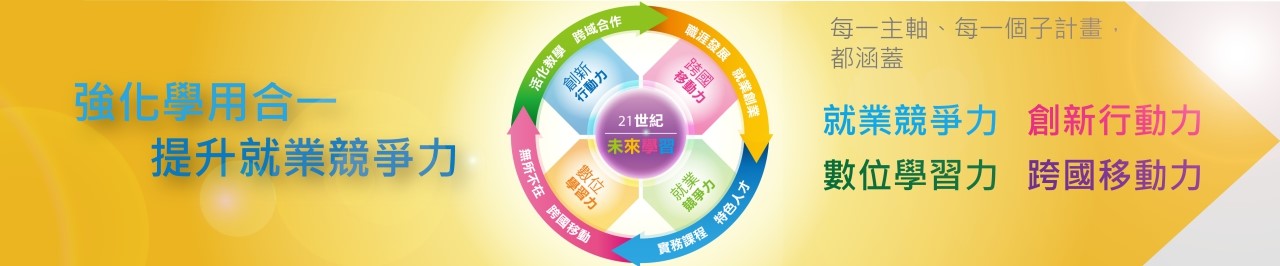 強化學用合一
提升就業競爭力
活化教學 跨域合作
職涯發展 就業創業
特色人才 實務課程
無所不在 跨國移動
創新
行動力
跨國
移動力
21世紀
未來學習
數位
學習力
就業
競爭力
每一主軸、每一個子計畫，
都涵蓋
就業競爭力 創新行動力
數位學習力 跨國移動力